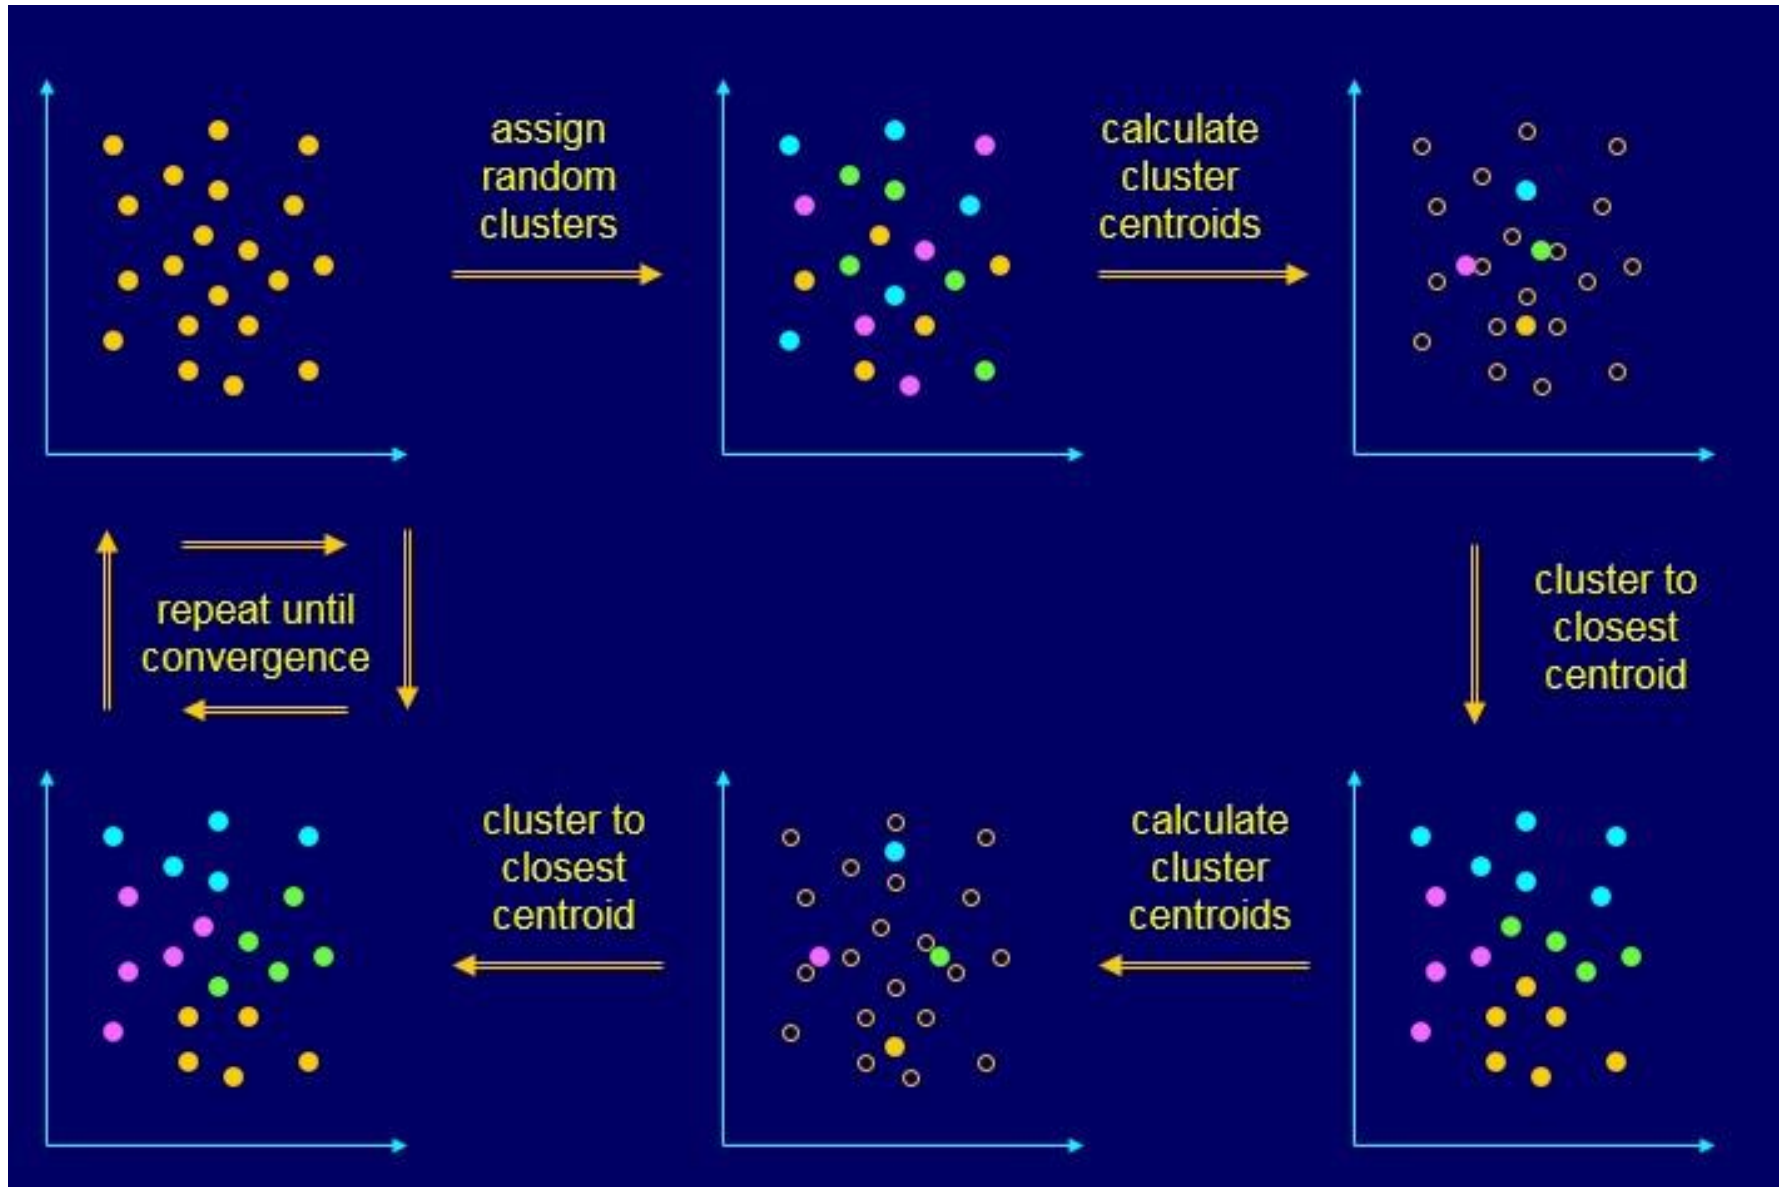 assign
random
clusters
calculate
cluster
centroids
cluster to
closest
centroid
calculate
cluster
centroids
cluster to
closest
centroid
repeat until
convergence